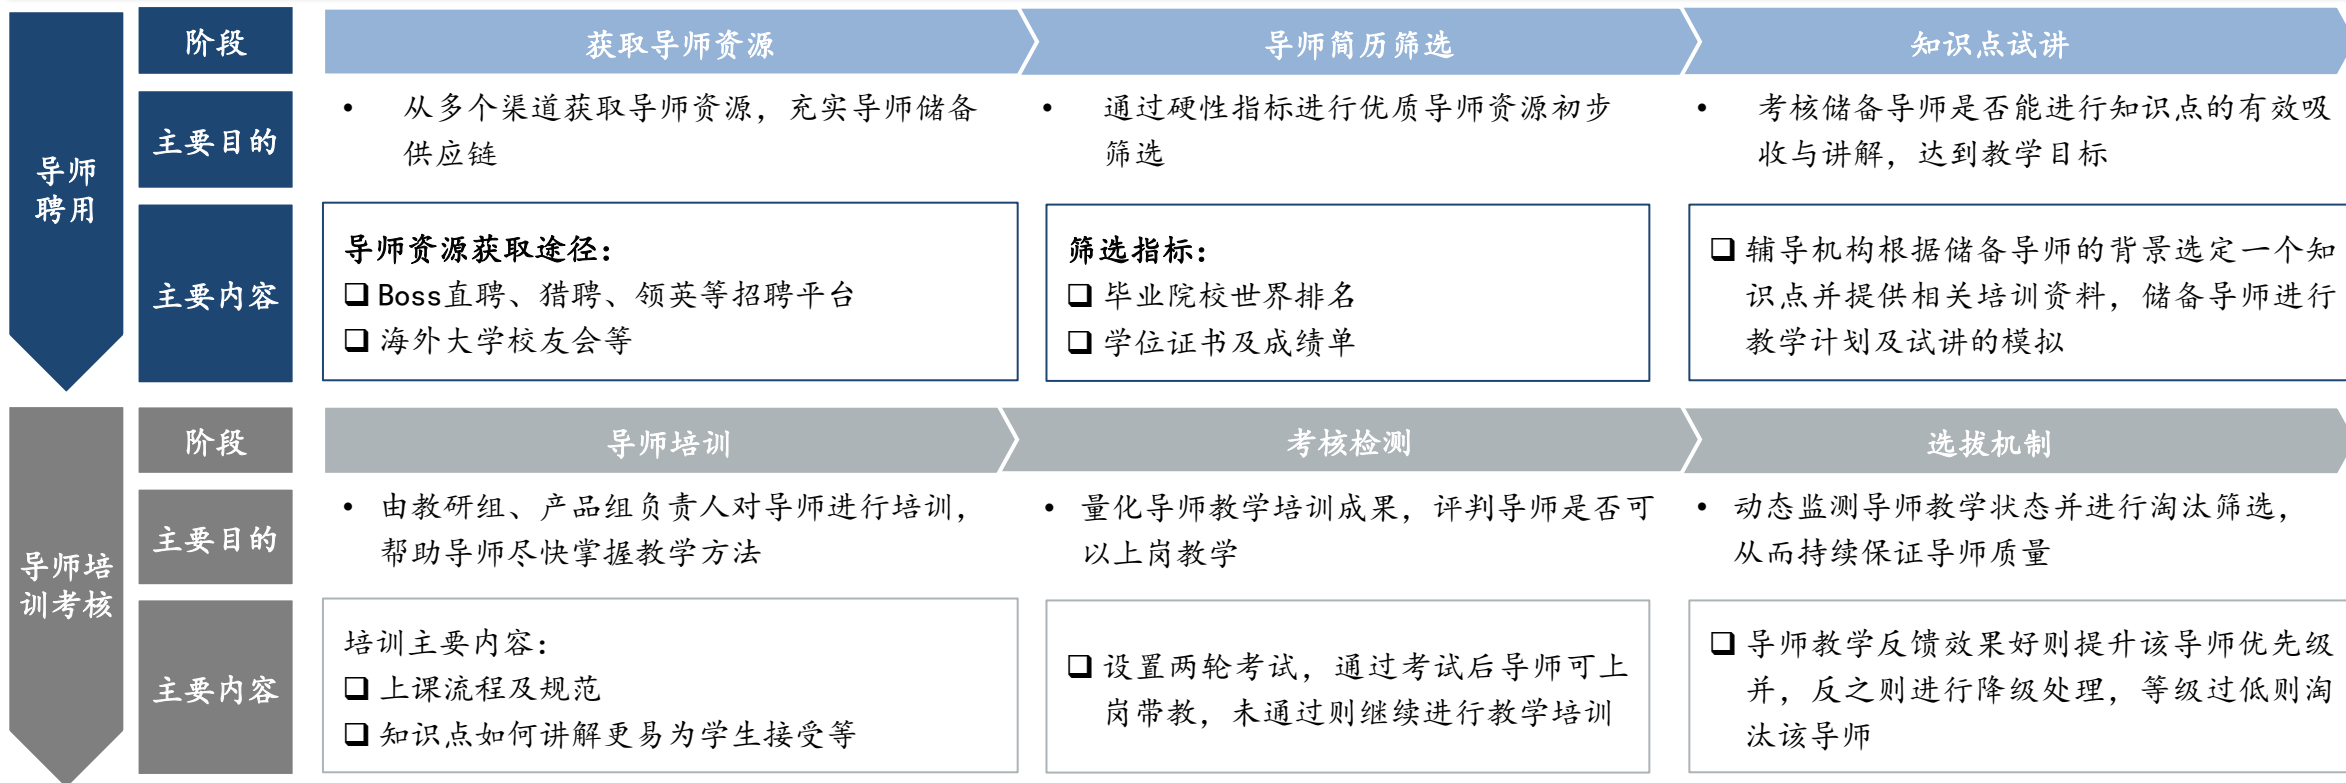 导师
聘用
阶段
获取导师资源
导师简历筛选
知识点试讲
主要目的
• 从多个渠道获取导师资源，充实导师储备
供应链
• 通过硬性指标进行优质导师资源初步
筛选
• 考核储备导师是否能进行知识点的有效吸
收与讲解，达到教学目标
主要内容
导师资源获取途径：
❑ Boss直聘、猎聘、领英等招聘平台
❑ 海外大学校友会等
筛选指标：
❑ 毕业院校世界排名
❑ 学位证书及成绩单
❑ 辅导机构根据储备导师的背景选定一个知
识点并提供相关培训资料，储备导师进行
教学计划及试讲的模拟
导师培
训考核
阶段
导师培训
考核检测
选拔机制
主要目的
• 由教研组、产品组负责人对导师进行培训，
帮助导师尽快掌握教学方法
• 量化导师教学培训成果，评判导师是否可
以上岗教学
• 动态监测导师教学状态并进行淘汰筛选，
从而持续保证导师质量
主要内容
培训主要内容：
❑ 上课流程及规范
❑ 知识点如何讲解更易为学生接受等
❑ 设置两轮考试，通过考试后导师可上
岗带教，未通过则继续进行教学培训
❑ 导师教学反馈效果好则提升该导师优先级
并，反之则进行降级处理，等级过低则淘
汰该导师